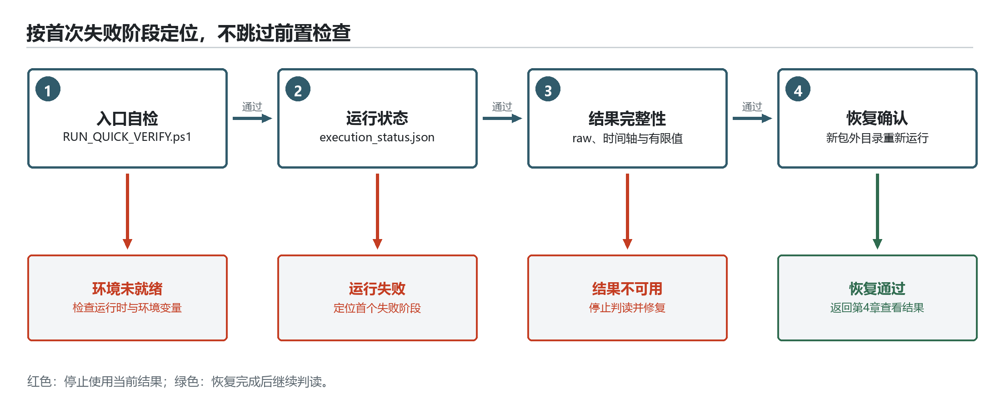 按首次失败阶段定位，不跳过前置检查
1
入口自检
RUN_QUICK_VERIFY.ps1
通过
2
运行状态
execution_status.json
通过
3
结果完整性
raw、时间轴与有限值
通过
4
恢复确认
新包外目录重新运行
环境未就绪
检查运行时与环境变量
运行失败
定位首个失败阶段
结果不可用
停止判读并修复
恢复通过
返回第4章查看结果
红色：停止使用当前结果；绿色：恢复完成后继续判读。